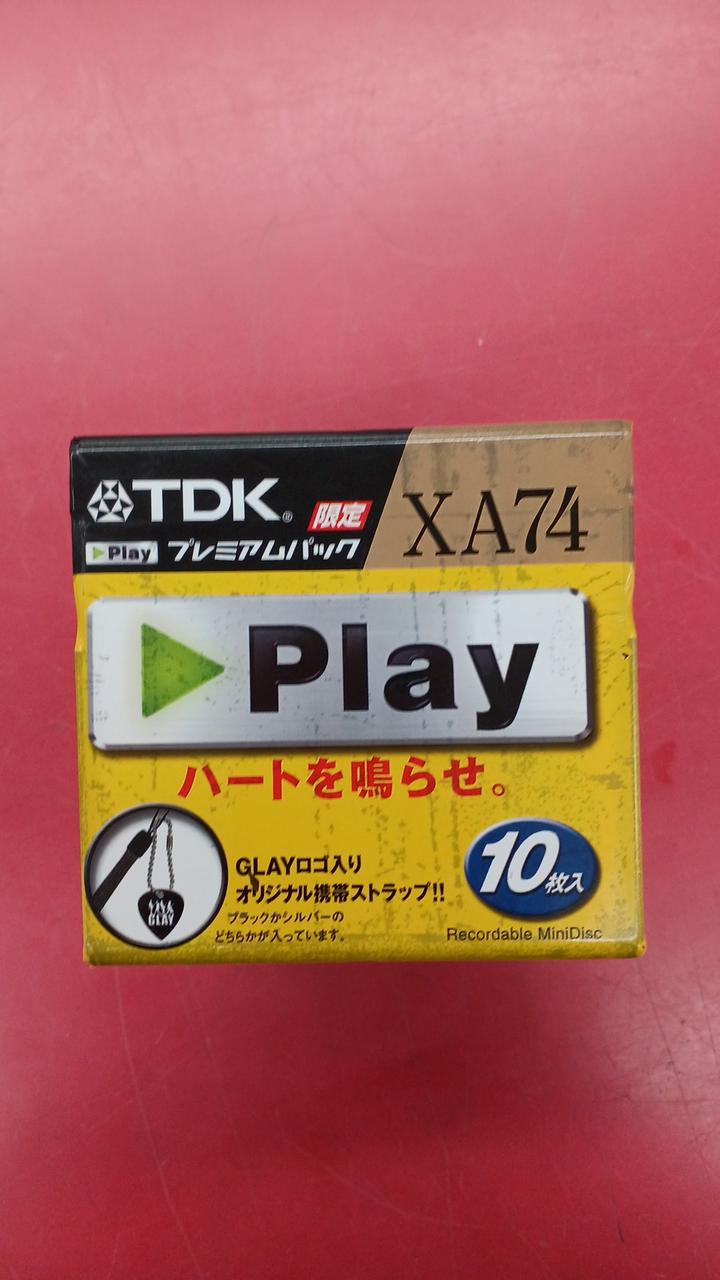 TDK®
限定
XA74
Play プレミアムパック
Play
ハートを鳴らせ。
GLAYロゴ入り
オリジナル携帯ストラップ!!
ブラックかシルバーの
どちらかが入っています。
10枚入
Recordable MiniDisc
GLAY